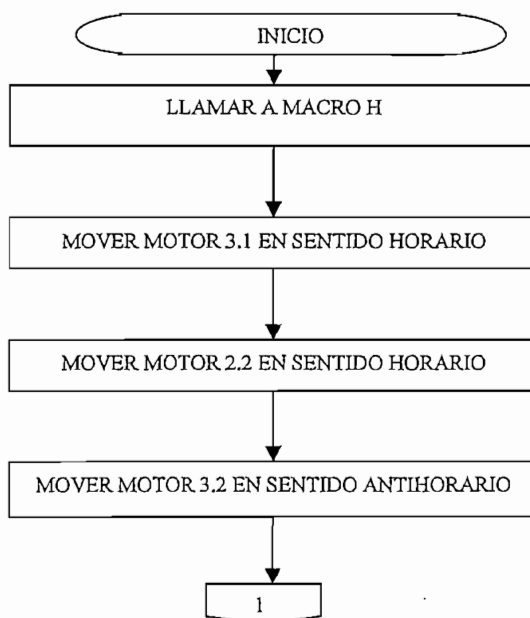 INICIO
LLAMAR A MACRO H
MOVER MOTOR 3.1 EN SENTIDO HORARIO
MOVER MOTOR 2.2 EN SENTIDO HORARIO
MOVER MOTOR 3.2 EN SENTIDO ANTIHORARIO
1